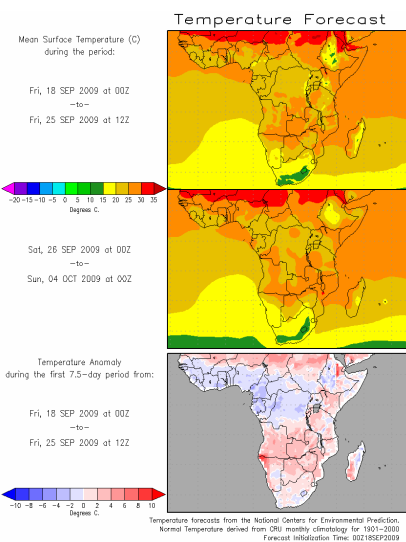 Temperature Forecast
Mean Surface Temperature (C)
during the period:
Fri, 18 SEP 2009 at 00Z
-to-
Fri, 25 SEP 2009 at 12Z
-20 -15 -10 -5 0 5 10 15 20 25 30 35
Degrees C.
Sat, 26 SEP 2009 at 00Z
-to-
Sun, 04 OCT 2009 at 00Z
Temperature Anomaly
during the first 7.5-day period from:
Fri, 18 SEP 2009 at 00Z
-to-
Fri, 25 SEP 2009 at 12Z
-10 -8 -6 -4 -2 0 2 4 6 8 10
Degrees C.
Temperature forecasts from the National Centers for Environmental Prediction.
Normal Temperature derived from CRU monthly climatology for 1901-2000
Forecast Initialization Time: 00Z18SEP2009